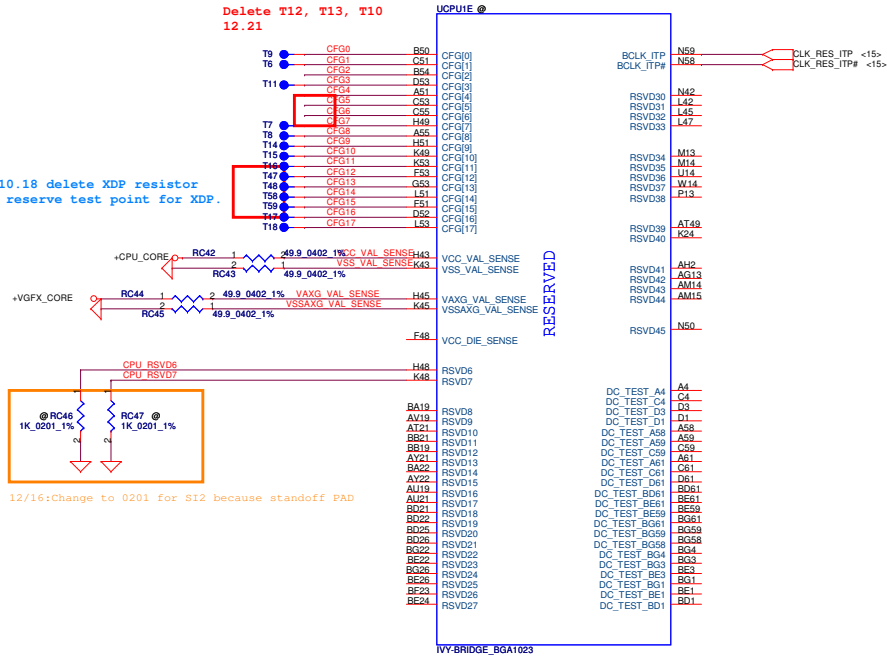 Delete T12, T13, T10
12.21
UCPU1E @
T9 CFG0 B50 CFG[0]
T6 CFG1 C51 CFG[1]
CFG2 B54 CFG[2]
T11 CFG3 D53 CFG[3]
CFG4 A51 CFG[4]
CFG5 C53 CFG[5]
CFG6 C55 CFG[6]
T7 CFG7 H49 CFG[7]
T8 CFG8 A55 CFG[8]
T14 CFG9 H51 CFG[9]
T15 CFG10 K49 CFG[10]
T16 CFG11 K53 CFG[11]
T47 CFG12 F53 CFG[12]
T48 CFG13 G53 CFG[13]
T58 CFG14 L51 CFG[14]
T59 CFG15 F51 CFG[15]
T17 CFG16 D52 CFG[16]
T18 CFG17 L53 CFG[17]
10.18 delete XDP resistor
reserve test point for XDP.
+CPU_CORE RC42 1 2 49.9_0402_1% VCC_VAL_SENSE H43 VCC_VAL_SENSE
RC43 2 1 49.9_0402_1% VSS_VAL_SENSE K43 VSS_VAL_SENSE
+VGFX_CORE RC44 1 2 49.9_0402_1% VAXG_VAL_SENSE H45 VAXG_VAL_SENSE
RC45 2 1 49.9_0402_1% VSSAXG_VAL_SENSE K45 VSSAXG_VAL_SENSE
F48 VCC_DIE_SENSE
CPU_RSVD6 H48 RSVD6
CPU_RSVD7 K48 RSVD7
1 1
@ RC46 RC47 @
1K_0201_1% 1K_0201_1%
2 2
12/16:Change to 0201 for SI2 because standoff PAD
BA19 RSVD8
AV19 RSVD9
AT21 RSVD10
BB21 RSVD11
BB19 RSVD12
AY21 RSVD13
BA22 RSVD14
AY22 RSVD15
AU19 RSVD16
AU21 RSVD17
BD21 RSVD18
BD22 RSVD19
BD25 RSVD20
BD26 RSVD21
BG22 RSVD22
BE22 RSVD23
BG26 RSVD24
BE26 RSVD25
BF23 RSVD26
BE24 RSVD27
RESERVED
BCLK_ITP N59 CLK_RES_ITP <15>
BCLK_ITP# N58 CLK_RES_ITP# <15>
RSVD30 N42
RSVD31 L42
RSVD32 L45
RSVD33 L47
RSVD34 M13
RSVD35 M14
RSVD36 U14
RSVD37 W14
RSVD38 P13
RSVD39 AT49
RSVD40 K24
RSVD41 AH2
RSVD42 AG13
RSVD43 AM14
RSVD44 AM15
RSVD45 N50
DC_TEST_A4 A4
DC_TEST_C4 C4
DC_TEST_D3 D3
DC_TEST_D1 D1
DC_TEST_A58 A58
DC_TEST_A59 A59
DC_TEST_C59 C59
DC_TEST_A61 A61
DC_TEST_C61 C61
DC_TEST_D61 D61
DC_TEST_BD61 BD61
DC_TEST_BE61 BE61
DC_TEST_BE59 BE59
DC_TEST_BG61 BG61
DC_TEST_BG59 BG59
DC_TEST_BG58 BG58
DC_TEST_BG4 BG4
DC_TEST_BG3 BG3
DC_TEST_BE3 BE3
DC_TEST_BG1 BG1
DC_TEST_BE1 BE1
DC_TEST_BD1 BD1
IVY-BRIDGE_BGA1023